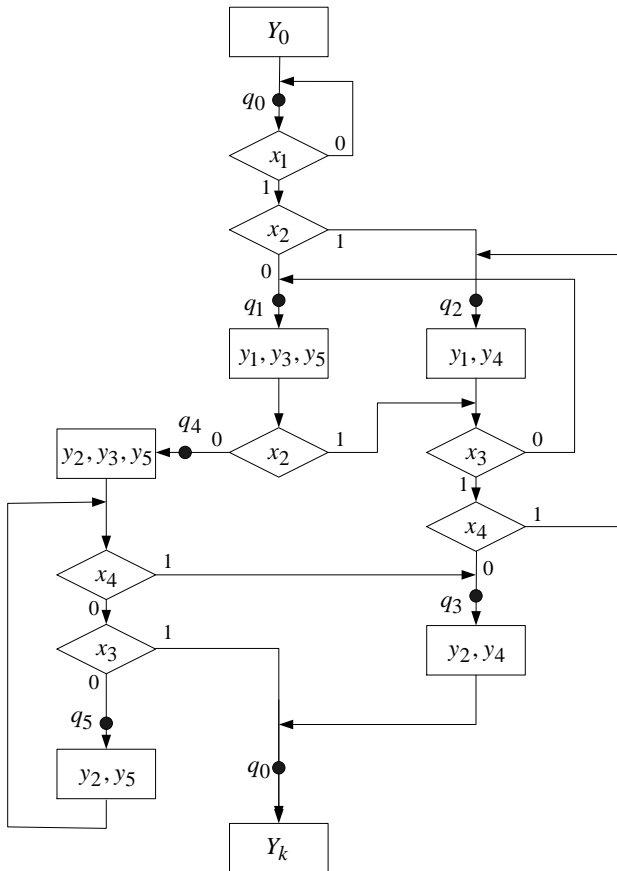 Y0
q0
x1 0
1
x2
1
0
q1 q2
y1, y3, y5 y1, y4
q4
0 x2 1 x3 0
y2, y3, y5
1
x4 1
x4 1
0
0
q3
x3 1
y2, y4
0
q5
q0
y2, y5
Yk